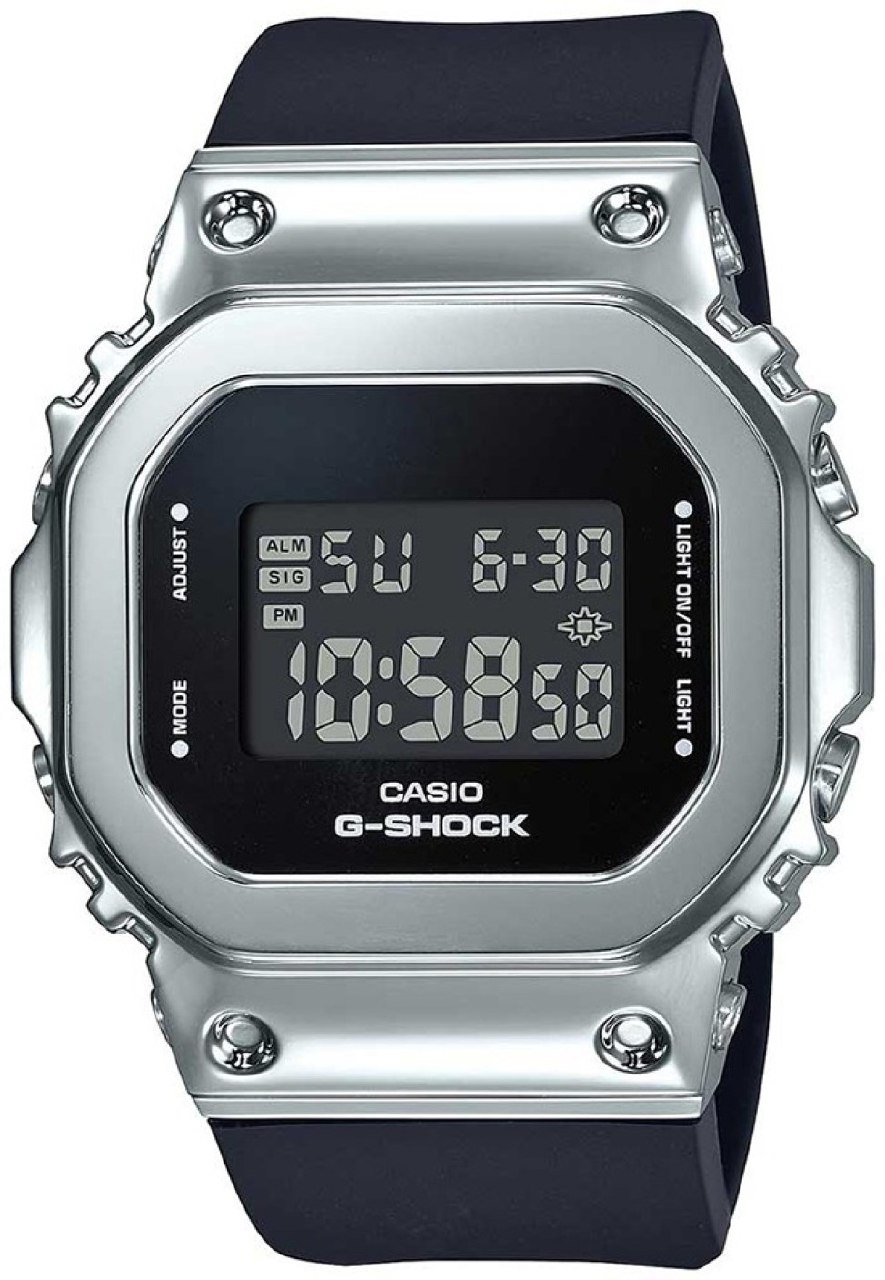 ADJUST
MODE
LIGHT ON/OFF
LIGHT
ALM
SIG
SU 6-30
PM
10:58 50
CASIO
G-SHOCK